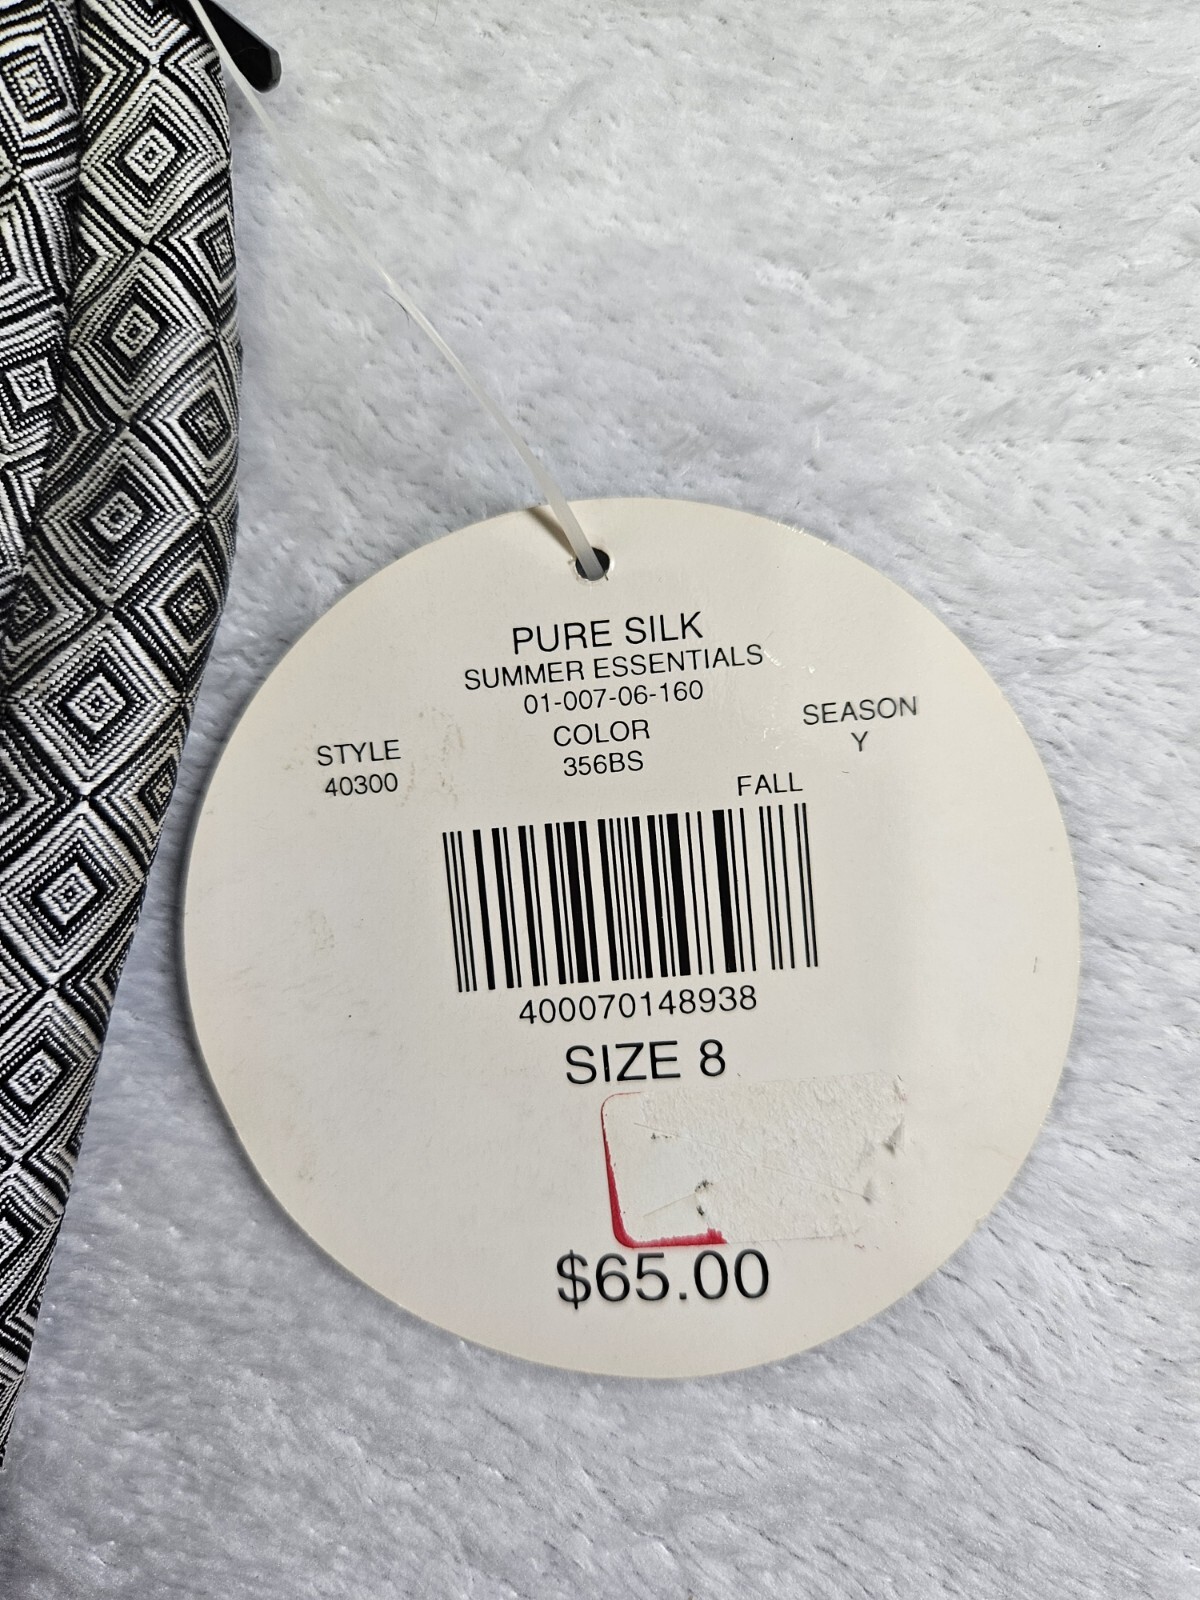 PURE SILK
SUMMER ESSENTIALS
01-007-06-160
COLOR
356BS
STYLE
40300
SEASON
Y
FALL
400070148938
SIZE 8
$65.00